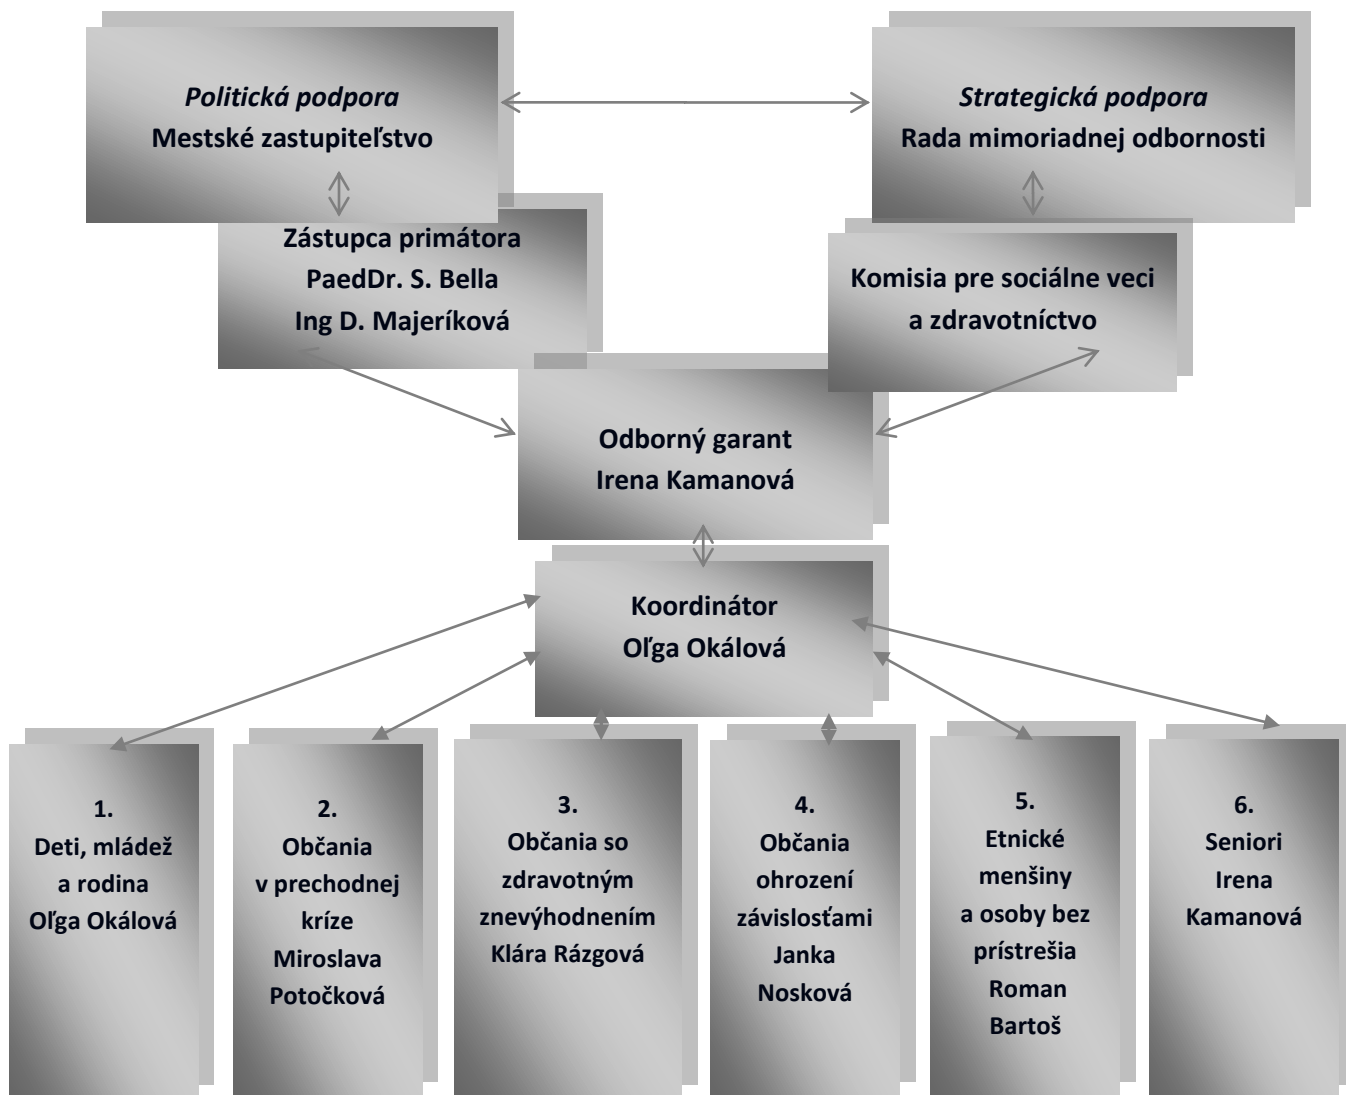 Politická podpora
Mestské zastupiteľstvo
Strategická podpora
Rada mimoriadnej odbornosti
Zástupca primátora
PaedDr. S. Bella
Ing D. Majeríková
Komisia pre sociálne veci
a zdravotníctvo
Odborný garant
Irena Kamanová
Koordinátor
Oľga Okálová
1.
Deti, mládež
a rodina
Oľga Okálová
2.
Občania
v prechodnej
kríze
Miroslava
Potočková
3.
Občania so
zdravotným
znevýhodnením
Klára Rázgová
4.
Občania
ohrození
závislosťami
Janka
Nosková
5.
Etnické
menšiny
a osoby bez
prístrešia
Roman
Bartoš
6.
Seniori
Irena
Kamanová